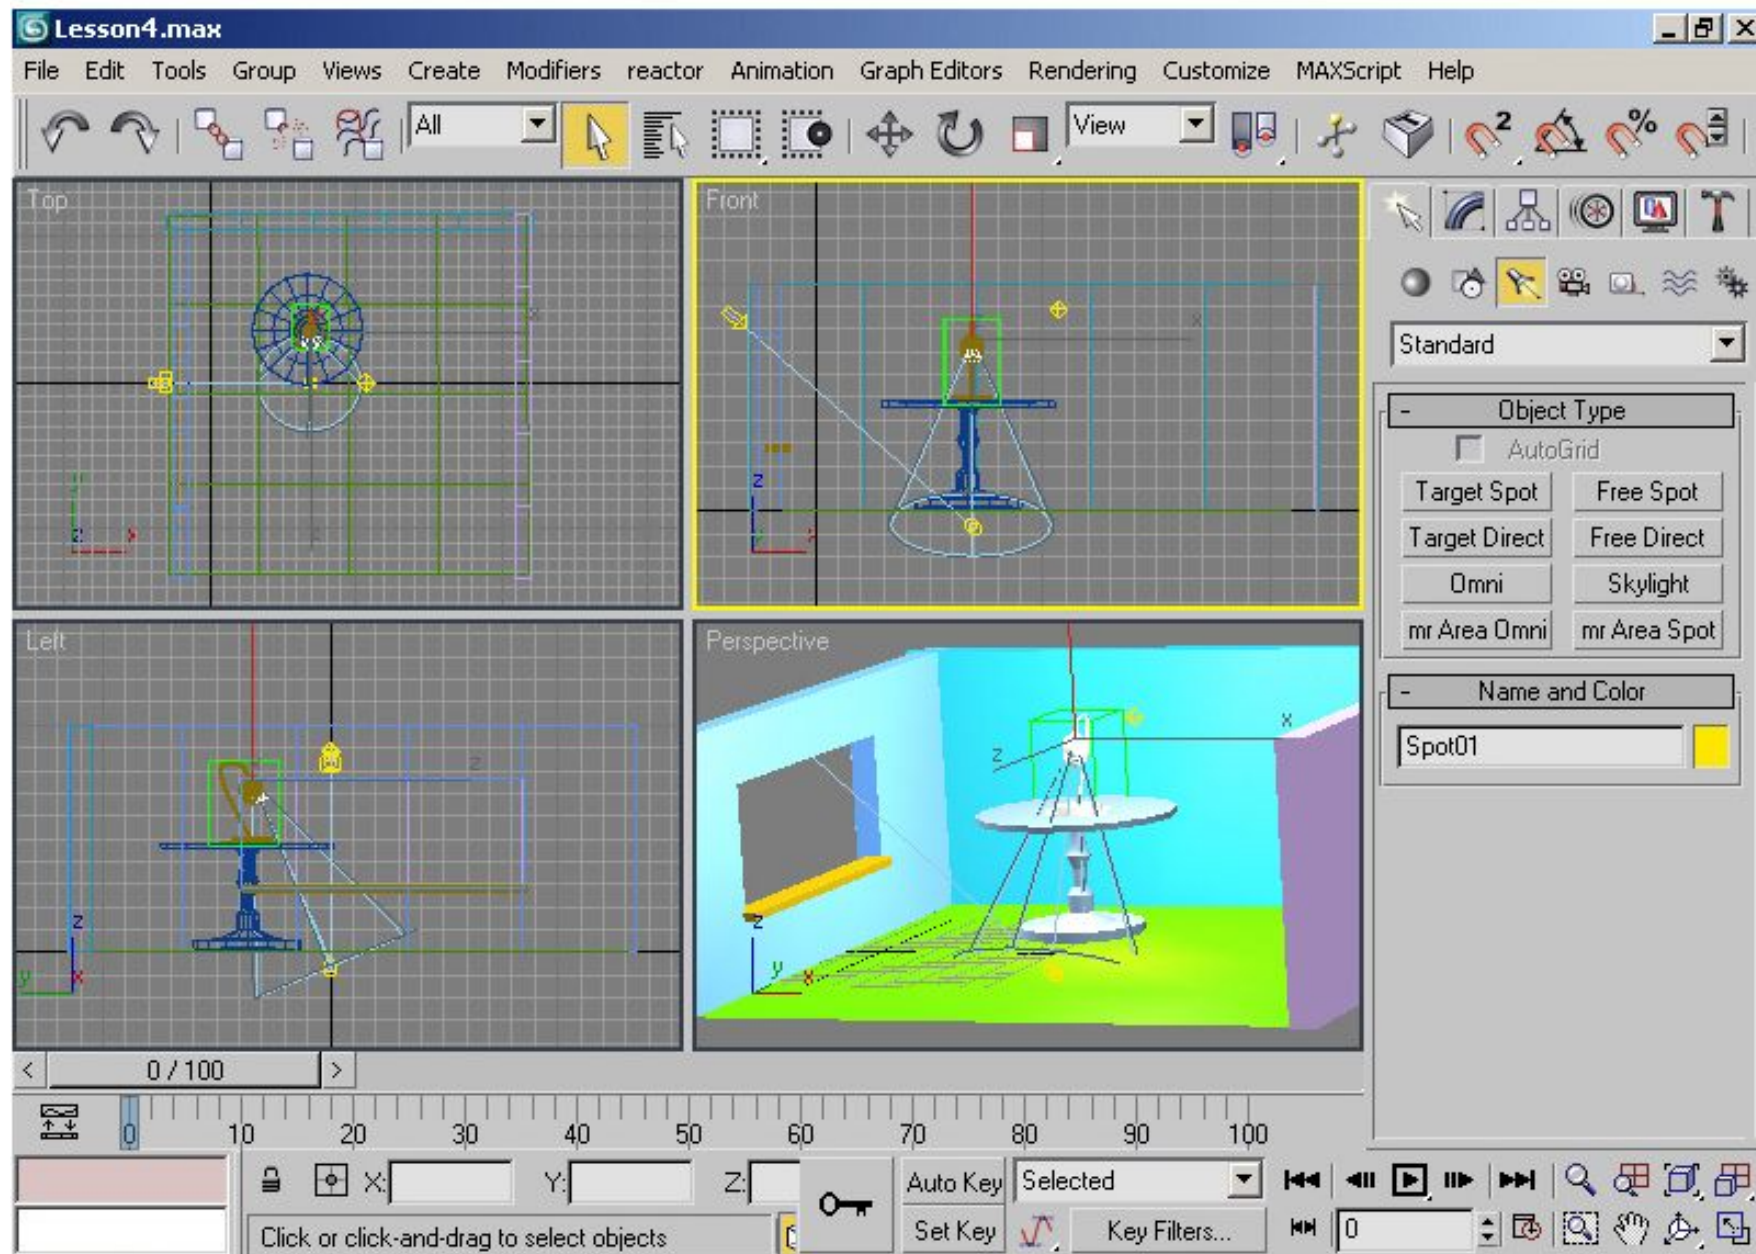 Lesson4.max
File Edit Tools Group Views Create Modifiers reactor Animation Graph Editors Rendering Customize MAXScript Help
All View 2 %
Top Front
Left Perspective
x
x
z
y
z x
z
y x
z
z
y x
x
z
z
y x
Standard
- Object Type
AutoGrid
Target Spot Free Spot
Target Direct Free Direct
Omni Skylight
mr Area Omni mr Area Spot
- Name and Color
Spot01
< 0 / 100 >
0 10 20 30 40 50 60 70 80 90 100
X: Y: Z: Auto Key Selected
Click or click-and-drag to select objects Set Key Key Filters... 0